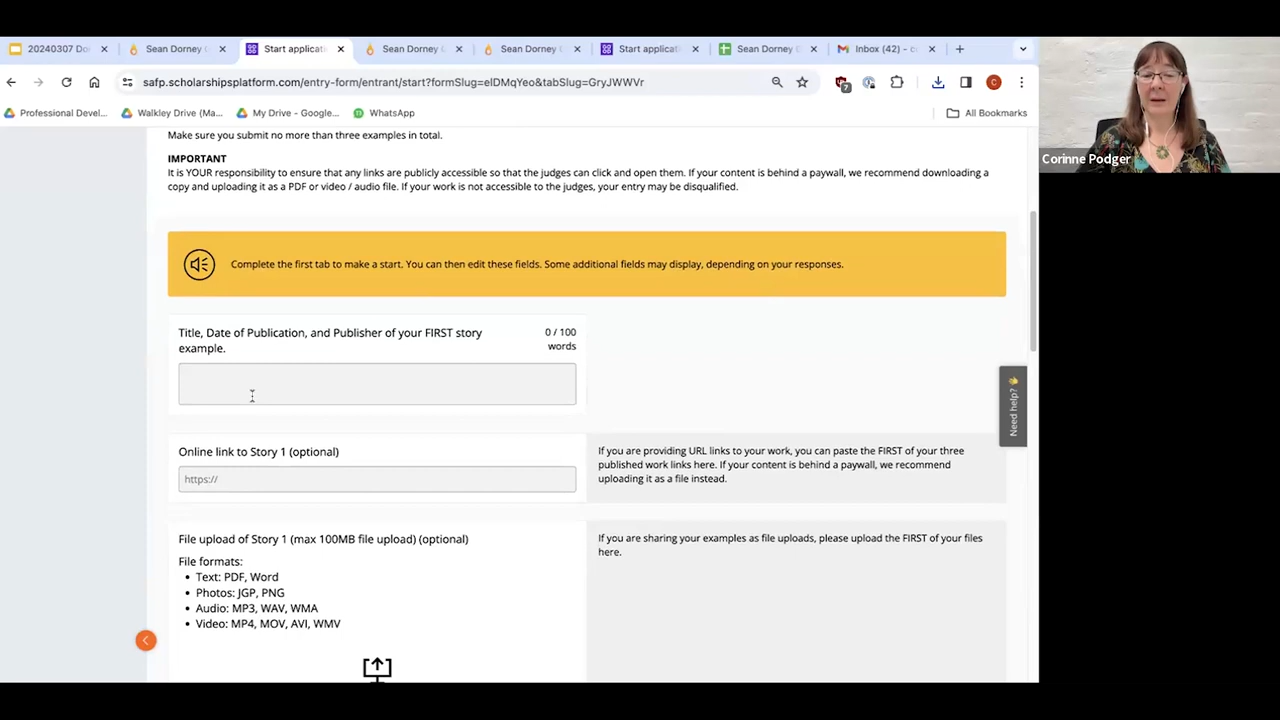 20240307 Do
Sean Dorney
Start applicati
Sean Dorney
Sean Dorney
Start applicat
Sean Dorney
Inbox (42) - c
safp.scholarshipsplatform.com/entry-form/entrant/start?formSlug=elDMqYeo&tabSlug=GryJWWVr
7
C
Professional Devel...
Walkley Drive (Ma...
My Drive - Google...
WhatsApp
All Bookmarks
Corinne Podger
Make sure you submit no more than three examples in total.
IMPORTANT
It is YOUR responsibility to ensure that any links are publicly accessible so that the judges can click and open them. If your content is behind a paywall, we recommend downloading a
copy and uploading it as a PDF or video / audio file. If your work is not accessible to the judges, your entry may be disqualified.
Complete the first tab to make a start. You can then edit these fields. Some additional fields may display, depending on your responses.
Title, Date of Publication, and Publisher of your FIRST story
example.
0 / 100
words
Need help?
Online link to Story 1 (optional)
https://
If you are providing URL links to your work, you can paste the FIRST of your three
published work links here. If your content is behind a paywall, we recommend
uploading it as a file instead.
File upload of Story 1 (max 100MB file upload) (optional)
File formats:
• Text: PDF, Word
• Photos: JGP, PNG
• Audio: MP3, WAV, WMA
• Video: MP4, MOV, AVI, WMV
If you are sharing your examples as file uploads, please upload the FIRST of your files
here.